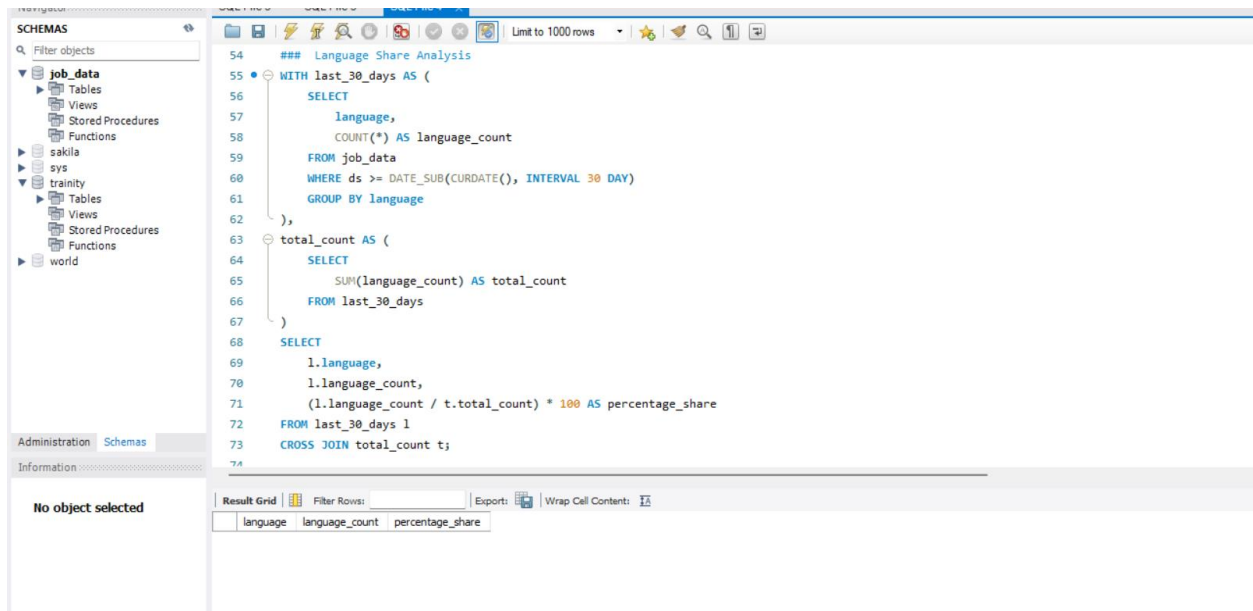 SCHEMAS
Filter objects
job_data
Tables
Views
Stored Procedures
Functions
sakila
sys
trainity
Tables
Views
Stored Procedures
Functions
world
Administration Schemas
Information
No object selected
Limit to 1000 rows
54 ### Language Share Analysis
55 WITH last_30_days AS (
56 SELECT
57 language,
58 COUNT(*) AS language_count
59 FROM job_data
60 WHERE ds >= DATE_SUB(CURDATE(), INTERVAL 30 DAY)
61 GROUP BY language
62 ),
63 total_count AS (
64 SELECT
65 SUM(language_count) AS total_count
66 FROM last_30_days
67 )
68 SELECT
69 l.language,
70 l.language_count,
71 (l.language_count / t.total_count) * 100 AS percentage_share
72 FROM last_30_days l
73 CROSS JOIN total_count t;
74
Result Grid Filter Rows: Export: Wrap Cell Content:
language language_count percentage_share